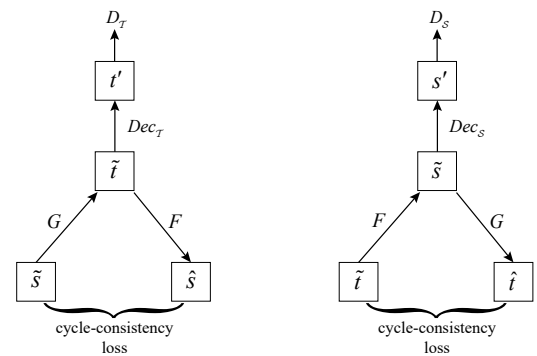 D_𝒯 D_𝒮
t′ s′
Dec_𝒯 Dec_𝒮
t̃ s̃
G F F G
s̃ ŝ t̃ t̂
cycle-consistency cycle-consistency
loss loss